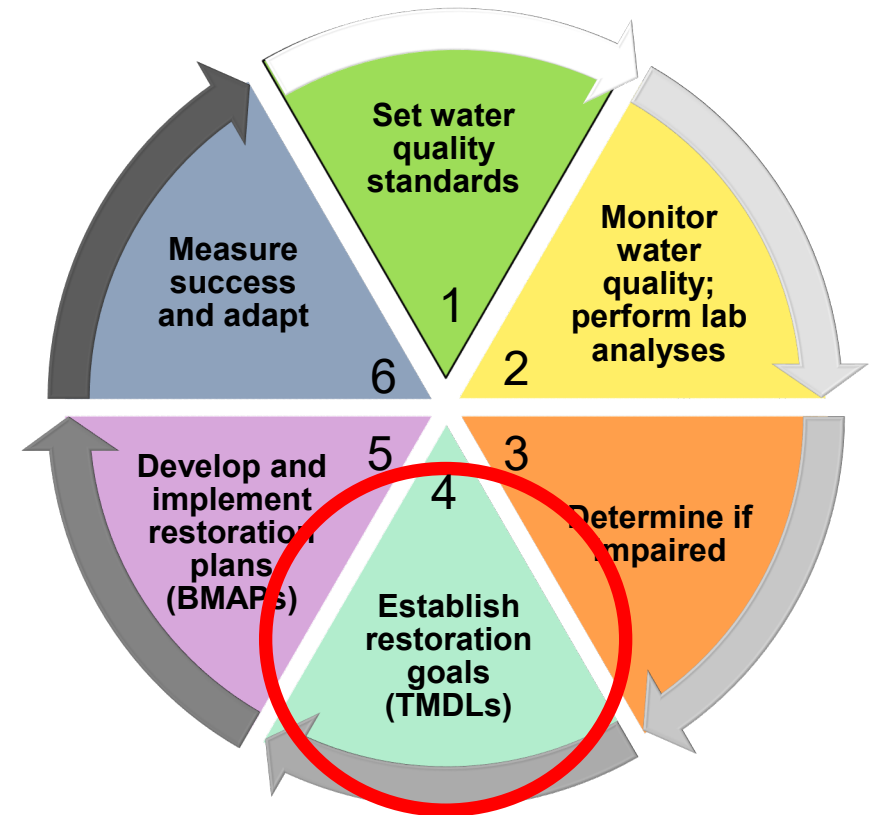 Set water
quality
standards
1
Monitor
water
quality;
perform lab
analyses
2
3
Determine if
impaired
4
Establish
restoration
goals
(TMDLs)
5
Develop and
implement
restoration
plans
(BMAPs)
6
Measure
success
and adapt